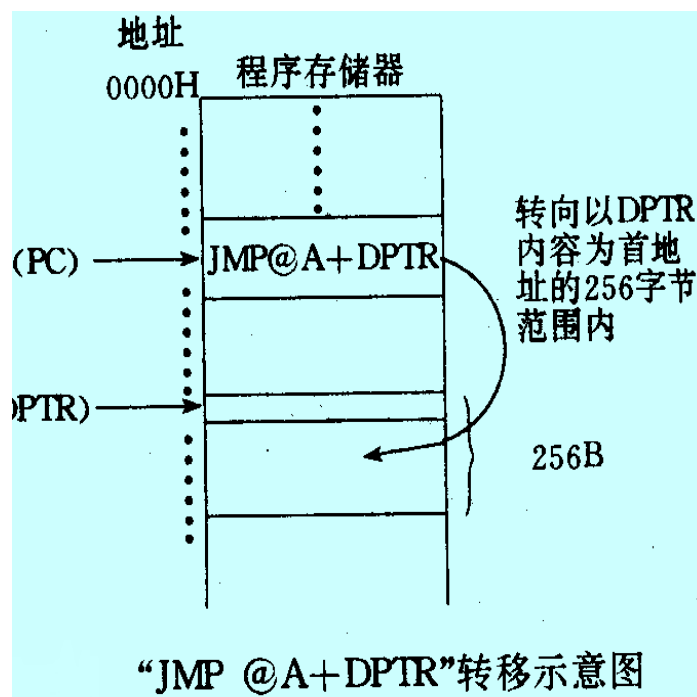 地址
程序存储器
0000H
(PC)
JMP@A+DPTR
转向以DPTR
内容为首地
址的256字节
范围内
DPTR)
256B
“JMP @A+DPTR”转移示意图